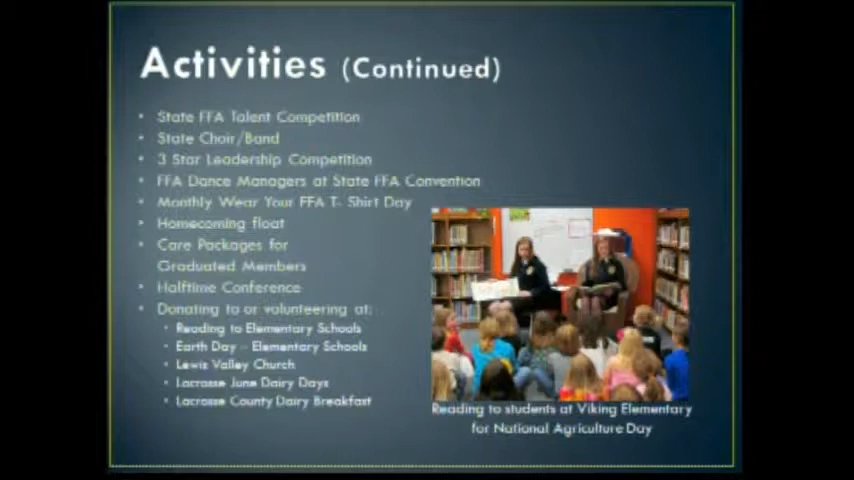 Activities (Continued)
State FFA Talent Competition
State Choir/Band
3 Star Leadership Competition
FFA Dance Managers at State FFA Convention
Monthly Wear Your FFA T- Shirt Day
Homecoming float
Care Packages for
Graduated Members
Halftime Conference
Donating to or volunteering at:
Reading to Elementary Schools
Earth Day – Elementary Schools
Lewis Valley Church
Lacrosse June Dairy Days
Lacrosse County Dairy Breakfast
Reading to students at Viking Elementary
for National Agriculture Day